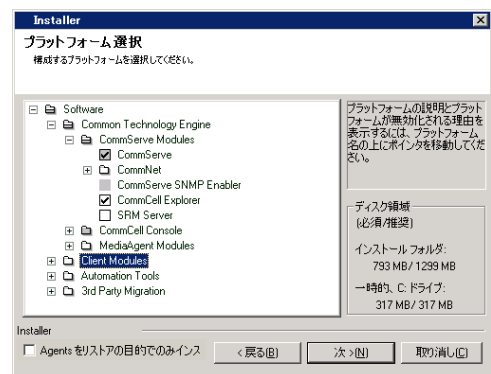 Installer
プラットフォーム選択
構成するプラットフォームを選択してください。
Software
Common Technology Engine
CommServe Modules
CommServe
CommNet
CommServe SNMP Enabler
CommCell Explorer
SRM Server
CommCell Console
MediaAgent Modules
Client Modules
Automation Tools
3rd Party Migration
プラットフォームの説明とプラット
フォームが無効化される理由を
表示するには、プラットフォーム
名の上にポインタを移動してくだ
さい。
ディスク領域
(必須/推奨)
インストール フォルダ:
793 MB/ 1299 MB
一時的、C: ドライブ:
317 MB/ 317 MB
Installer
Agents をリストアの目的でのみインス
< 戻る(B)
次 >(N)
取り消し(C)